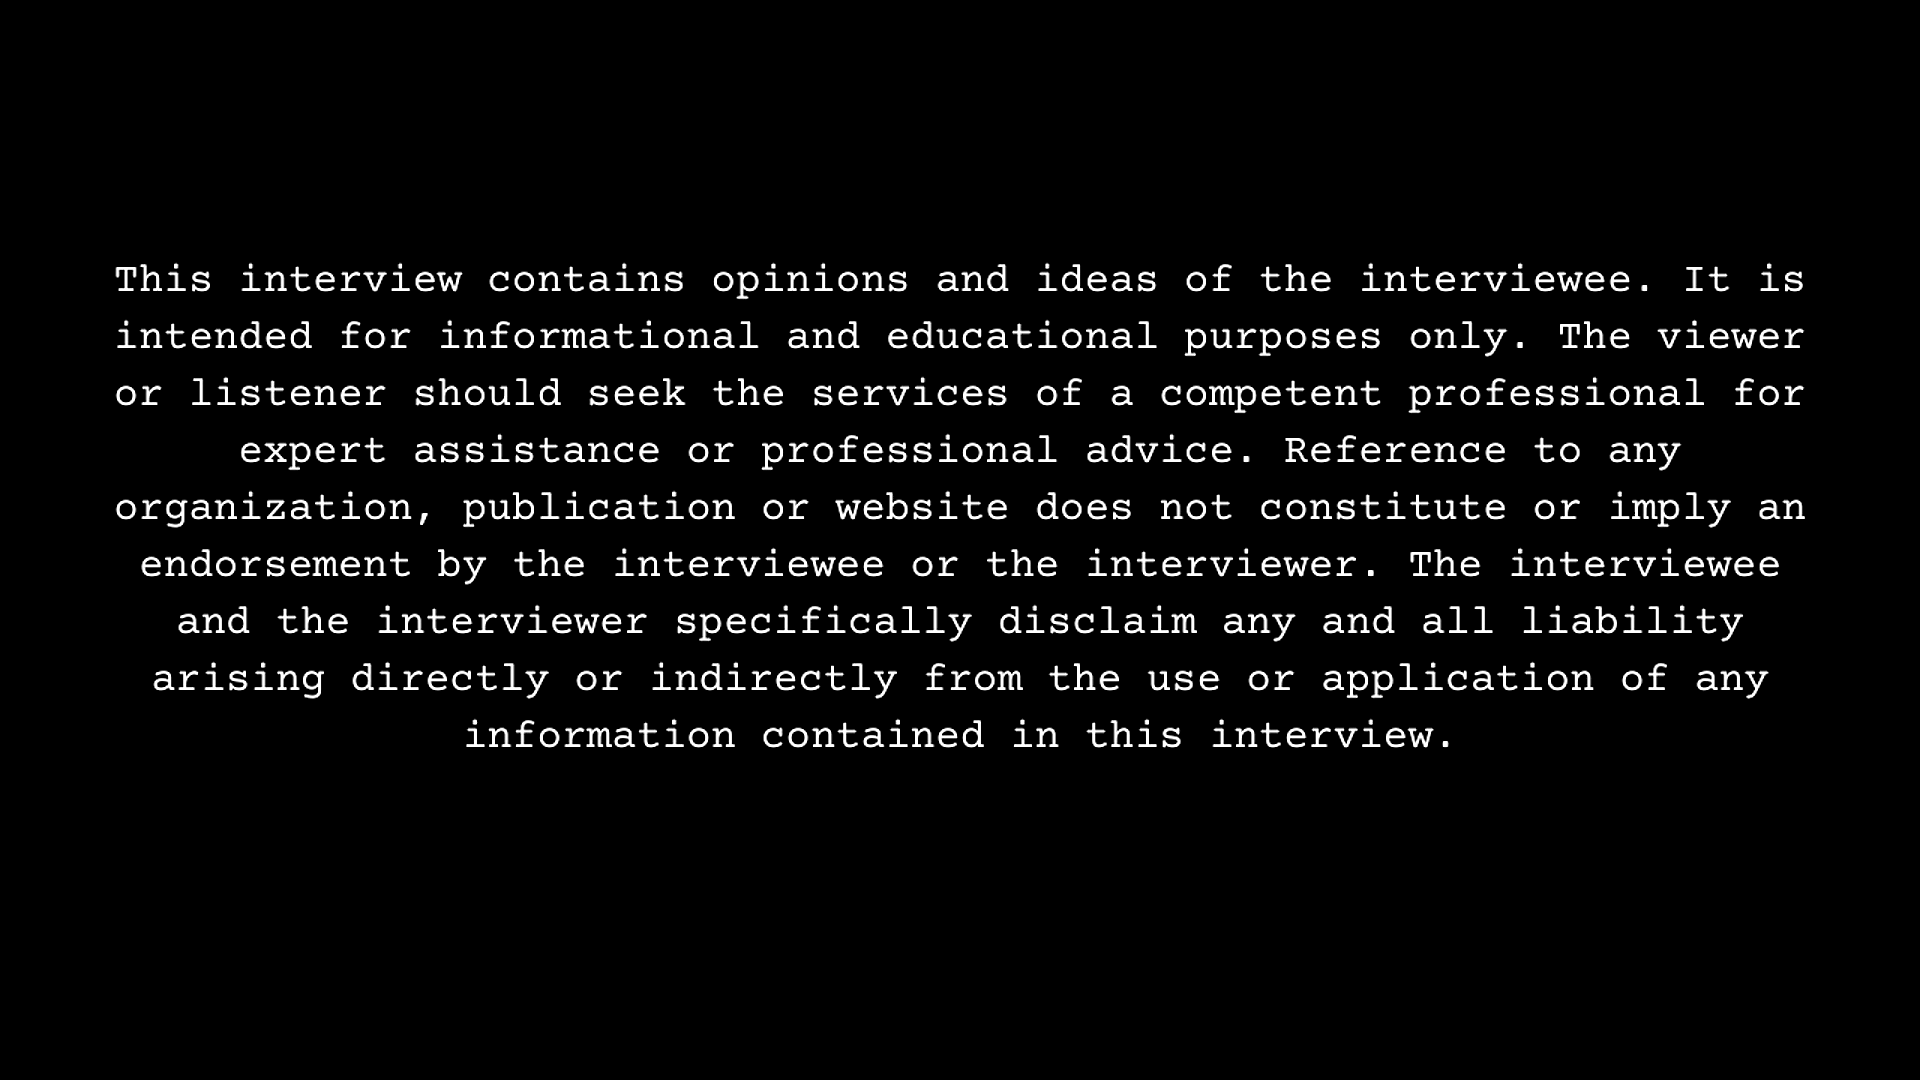 This interview contains opinions and ideas of the interviewee. It is
intended for informational and educational purposes only. The viewer
or listener should seek the services of a competent professional for
expert assistance or professional advice. Reference to any
organization, publication or website does not constitute or imply an
endorsement by the interviewee or the interviewer. The interviewee
and the interviewer specifically disclaim any and all liability
arising directly or indirectly from the use or application of any
information contained in this interview.